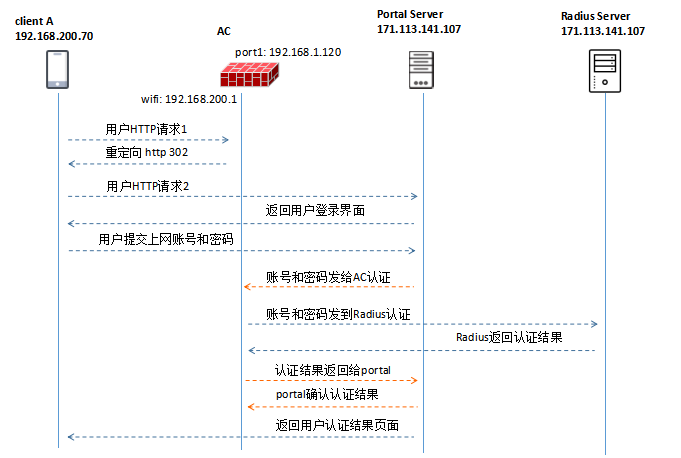 client A
192.168.200.70
AC
port1: 192.168.1.120
wifi: 192.168.200.1
Portal Server
171.113.141.107
Radius Server
171.113.141.107
用户HTTP请求1
重定向 http 302
用户HTTP请求2
返回用户登录界面
用户提交上网账号和密码
账号和密码发给AC认证
账号和密码发到Radius认证
Radius返回认证结果
认证结果返回给portal
portal确认认证结果
返回用户认证结果页面